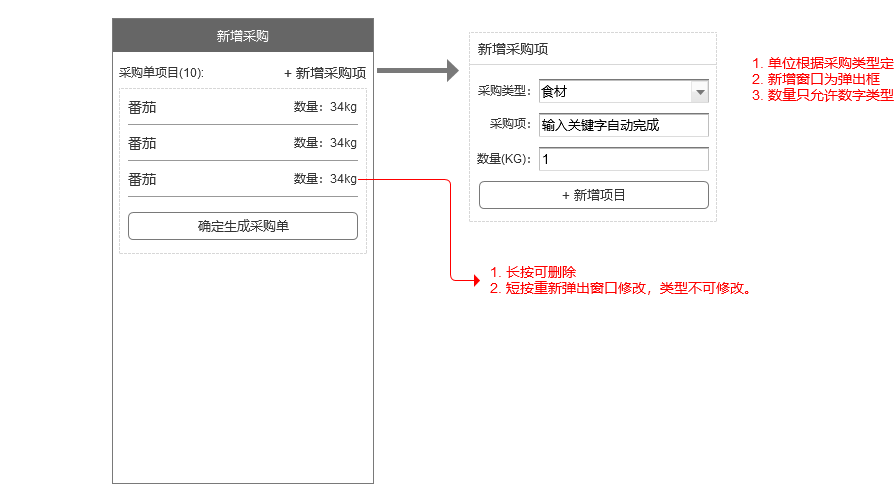 新增采购
采购单项目(10):
+ 新增采购项
番茄
数量：34kg
番茄
数量：34kg
番茄
数量：34kg
确定生成采购单
新增采购项
采购类型：
食材
采购项:
输入关键字自动完成
数量(KG)：
1
+ 新增项目
1. 单位根据采购类型定
2. 新增窗口为弹出框
3. 数量只允许数字类型
1. 长按可删除
2. 短按重新弹出窗口修改，类型不可修改。